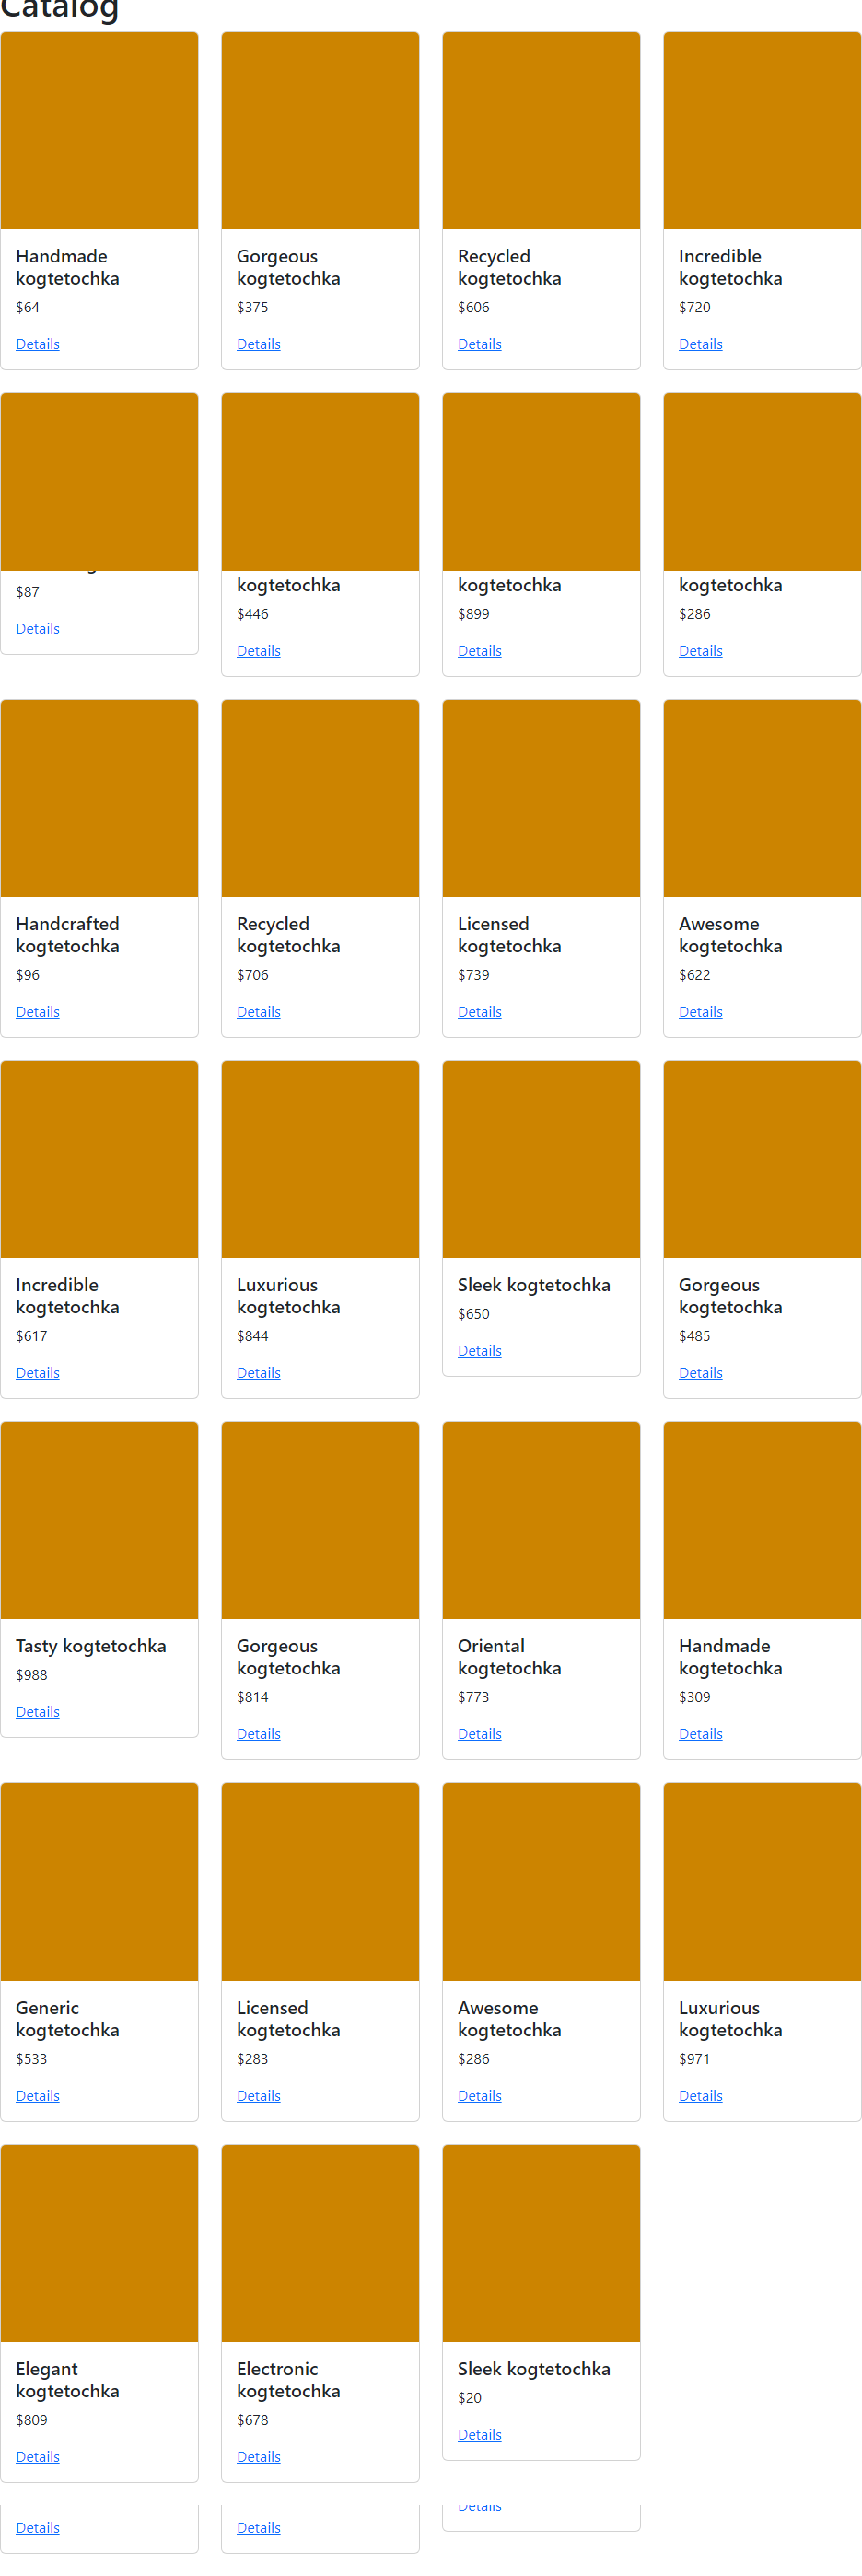 Catalog
Handmade
kogtetochka
$64
Details
Gorgeous
kogtetochka
$375
Details
Recycled
kogtetochka
$606
Details
Incredible
kogtetochka
$720
Details
$87
Details
kogtetochka
$446
Details
kogtetochka
$899
Details
kogtetochka
$286
Details
Handcrafted
kogtetochka
$96
Details
Recycled
kogtetochka
$706
Details
Licensed
kogtetochka
$739
Details
Awesome
kogtetochka
$622
Details
Incredible
kogtetochka
$617
Details
Luxurious
kogtetochka
$844
Details
Sleek kogtetochka
$650
Details
Gorgeous
kogtetochka
$485
Details
Tasty kogtetochka
$988
Details
Gorgeous
kogtetochka
$814
Details
Oriental
kogtetochka
$773
Details
Handmade
kogtetochka
$309
Details
Generic
kogtetochka
$533
Details
Licensed
kogtetochka
$283
Details
Awesome
kogtetochka
$286
Details
Luxurious
kogtetochka
$971
Details
Elegant
kogtetochka
$809
Details
Electronic
kogtetochka
$678
Details
Sleek kogtetochka
$20
Details
Details
Details
Details